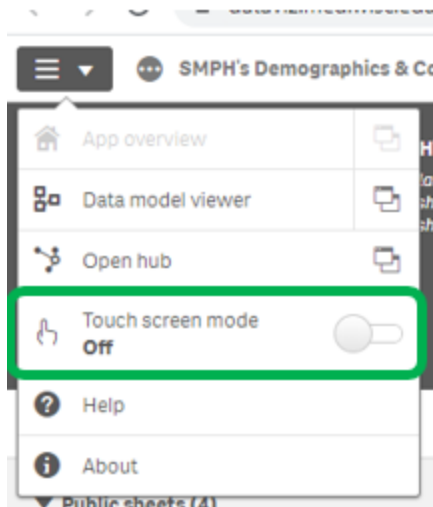 SMPH's Demographics & Co
App overview
H
Data model viewer
Open hub
Touch screen mode
Off
Help
About
Public sheets (4)